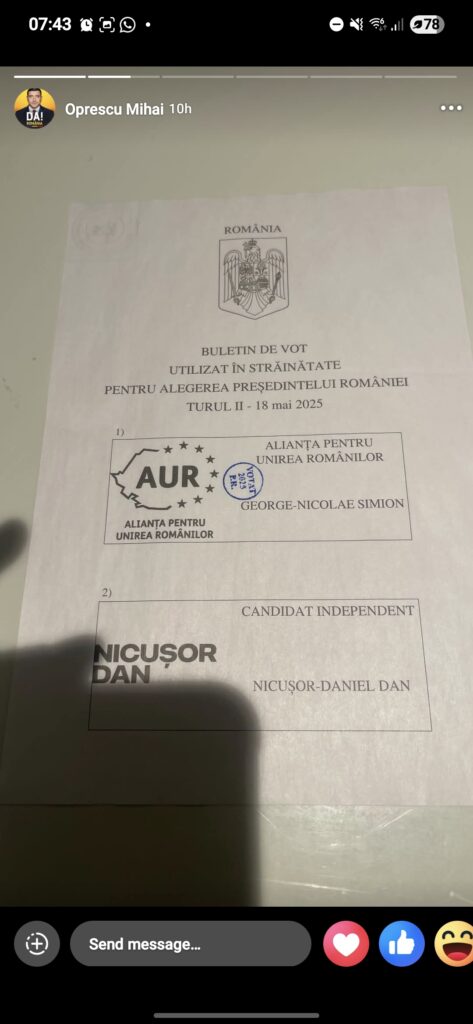 07:43
78
Oprescu Mihai 10h
DA!
ROMÂNIA
ROMÂNIA
BULETIN DE VOT
UTILIZAT ÎN STRĂINĂTATE
PENTRU ALEGEREA PREȘEDINTELUI ROMÂNIEI
TURUL II - 18 mai 2025
1)
ALIANȚA PENTRU
UNIREA ROMÂNILOR
AUR
VOTAT
2025
P.R.
GEORGE-NICOLAE SIMION
ALIANȚA PENTRU
UNIREA ROMÂNILOR
2)
CANDIDAT INDEPENDENT
NICUȘOR
DAN
NICUȘOR-DANIEL DAN
Send message...